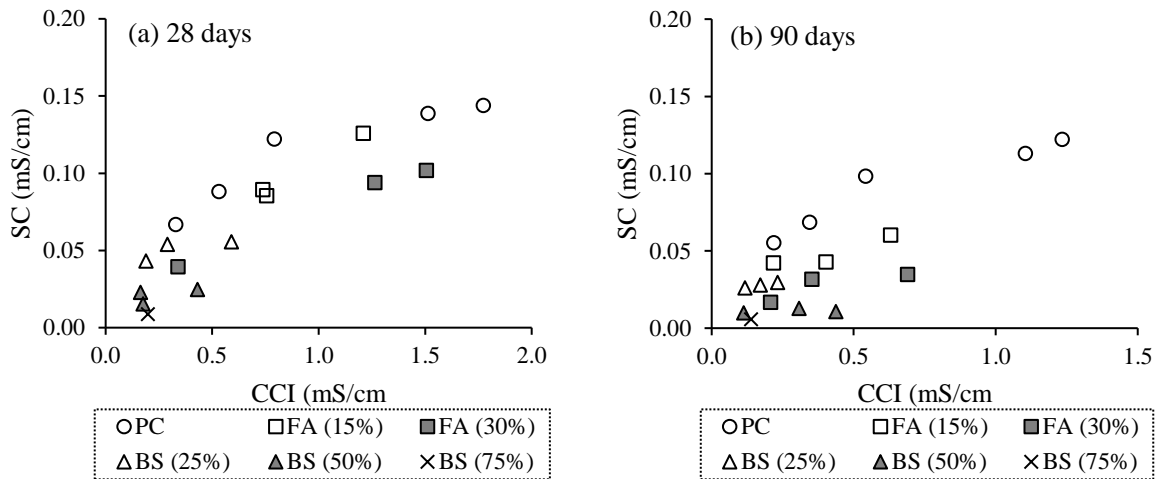 (a) 28 days
SC (mS/cm)
0.20
0.15
0.10
0.05
0.00
0.0 0.5 1.0 1.5 2.0
CCI (mS/cm
PC FA (15%) FA (30%)
BS (25%) BS (50%) BS (75%)
(b) 90 days
SC (mS/cm)
0.20
0.15
0.10
0.05
0.00
0.0 0.5 1.0 1.5
CCI (mS/cm
PC FA (15%) FA (30%)
BS (25%) BS (50%) BS (75%)